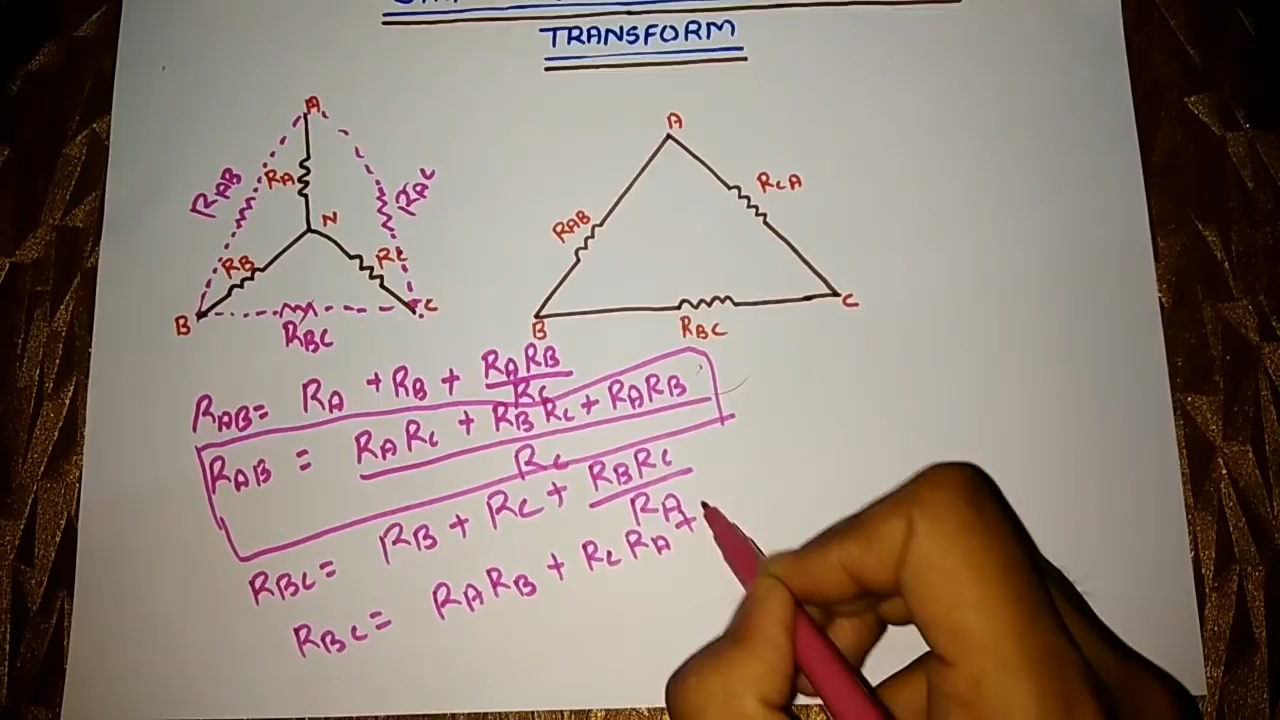 TRANSFORM
A
RAB
RA
RAC
N
RB
RC
B
C
RBC
A
RAB
RCA
B
C
RBC
RAB = RA + RB + RARB / RC
RAB = RARC + RBRC + RARB / RC
RBC = RB + RC + RBRC / RA
RBC = RARB + RCRA +